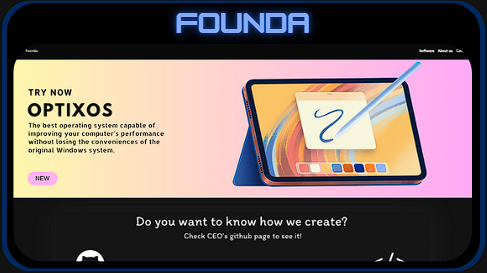 FOUNDA
Founda
Software About us Co..
TRY NOW
OPTIXOS
The best operating system capable of
improving your computer's performance
without losing the conveniences of the
original Windows system.
NEW
Do you want to know how we create?
Check CEO's github page to see it!